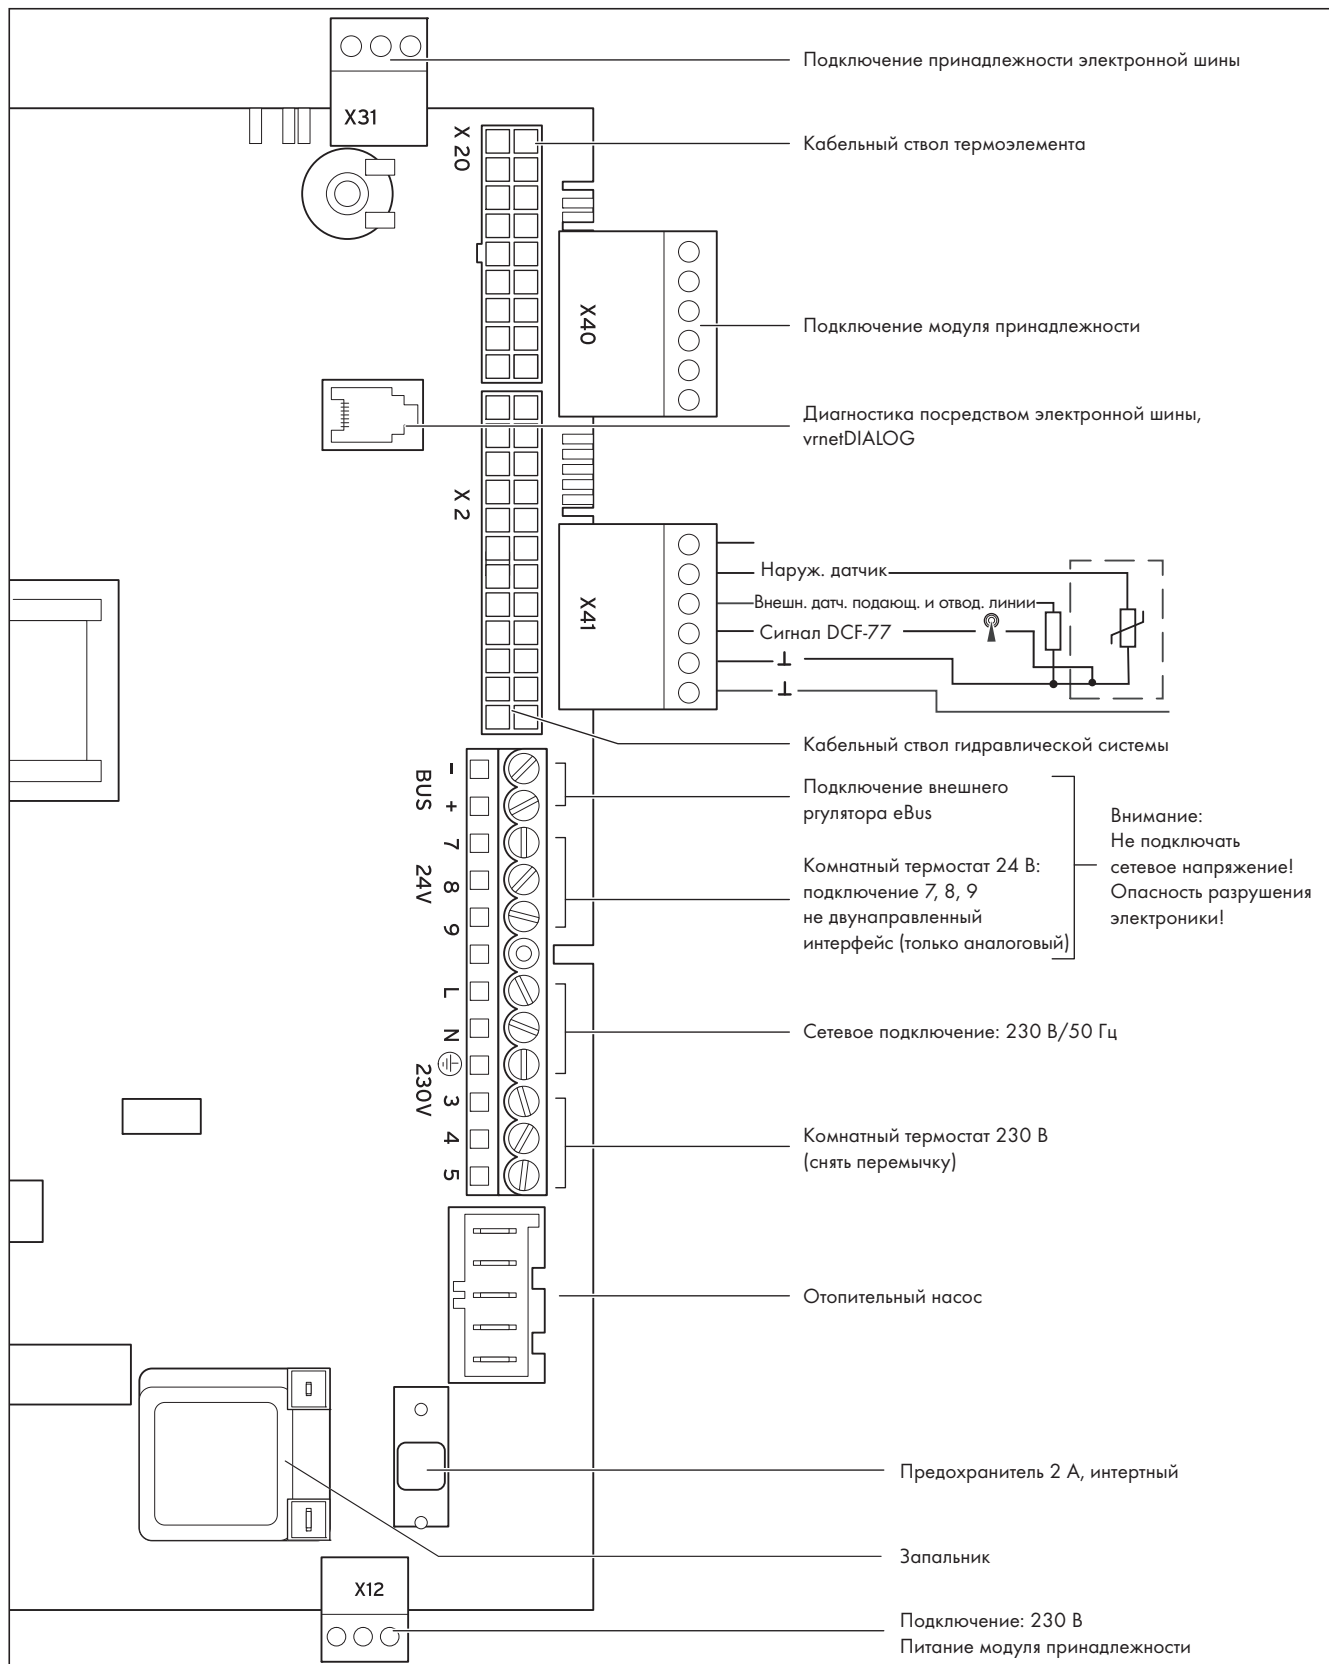 Подключение принадлежности электронной шины
X31
X 20
Кабельный ствол термоэлемента
X40
Подключение модуля принадлежности
Диагностика посредством электронной шины,
vrnetDIALOG
X 2
X41
Наруж. датчик
Внешн. датч. подающ. и отвод. линии
Сигнал DCF-77
Кабельный ствол гидравлической системы
BUS
-
+
Подключение внешнего
ргулятора eBus
24V
7
8
9
Комнатный термостат 24 В:
подключение 7, 8, 9
не двунаправленный
интерфейс (только аналоговый)
Внимание:
Не подключать
сетевое напряжение!
Опасность разрушения
электроники!
L
N
Сетевое подключение: 230 В/50 Гц
230V
3
4
5
Комнатный термостат 230 В
(снять перемычку)
Отопительный насос
Предохранитель 2 А, интертный
Запальник
X12
Подключение: 230 В
Питание модуля принадлежности